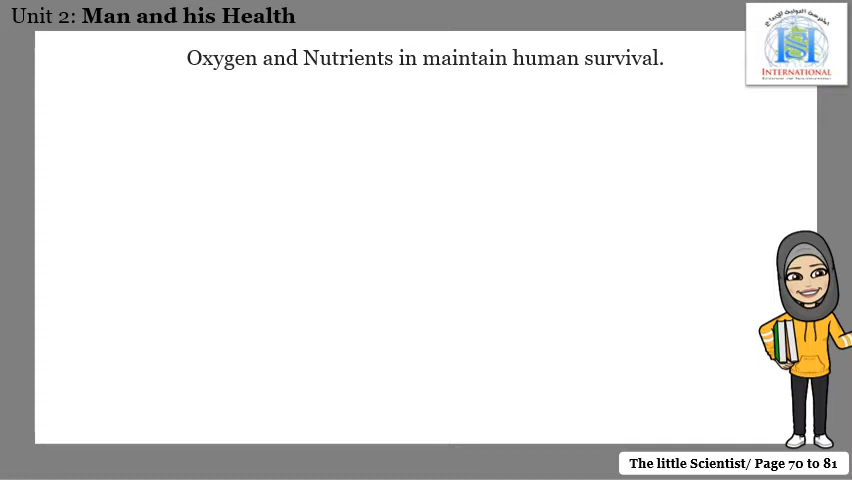 Unit 2: Man and his Health
Oxygen and Nutrients in maintain human survival.
INTERNATIONAL
The little Scientist/ Page 70 to 81